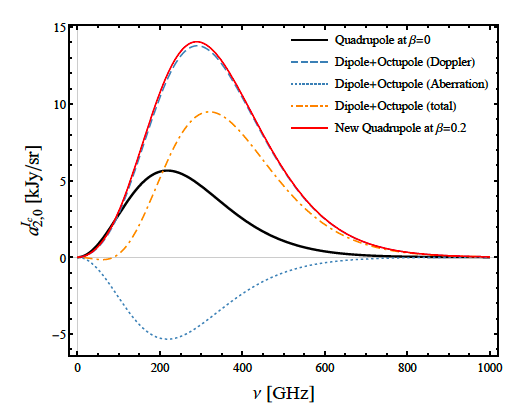 15
10
5
0
−5
0
200
400
600
800
1000
a_{2,0}^{I_c} [kJy/sr]
ν [GHz]
Quadrupole at β=0
Dipole+Octupole (Doppler)
Dipole+Octupole (Aberration)
Dipole+Octupole (total)
New Quadrupole at β=0.2